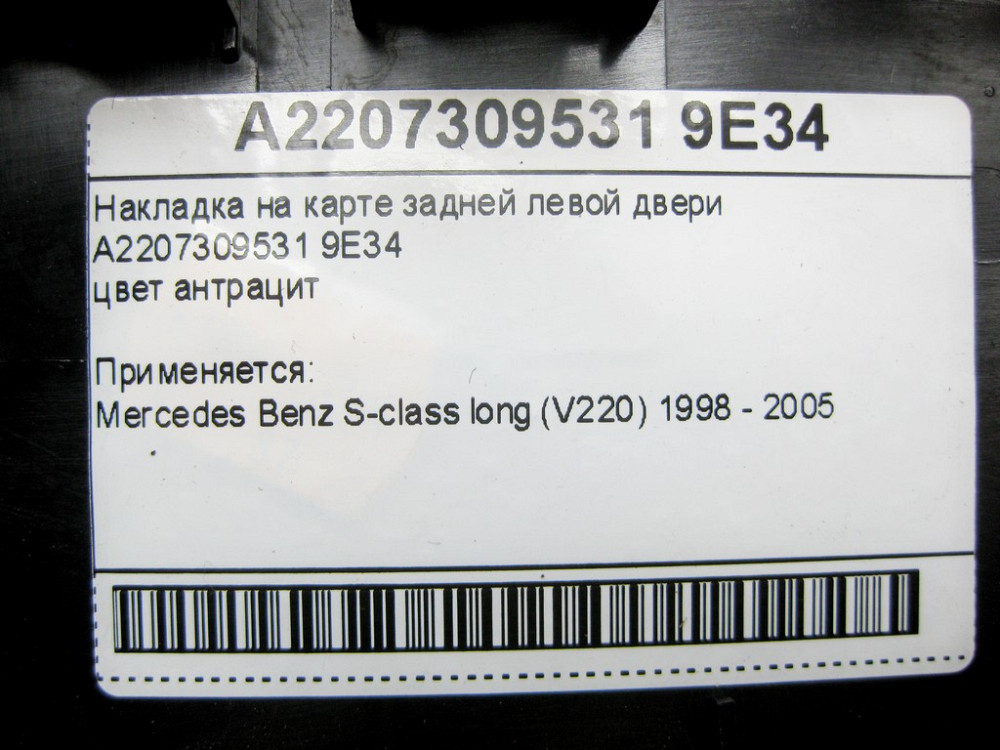 A2207309531 9E34
Накладка на карте задней левой двери
A2207309531 9E34
цвет антрацит
Применяется:
Mercedes Benz S-class long (V220) 1998 - 2005